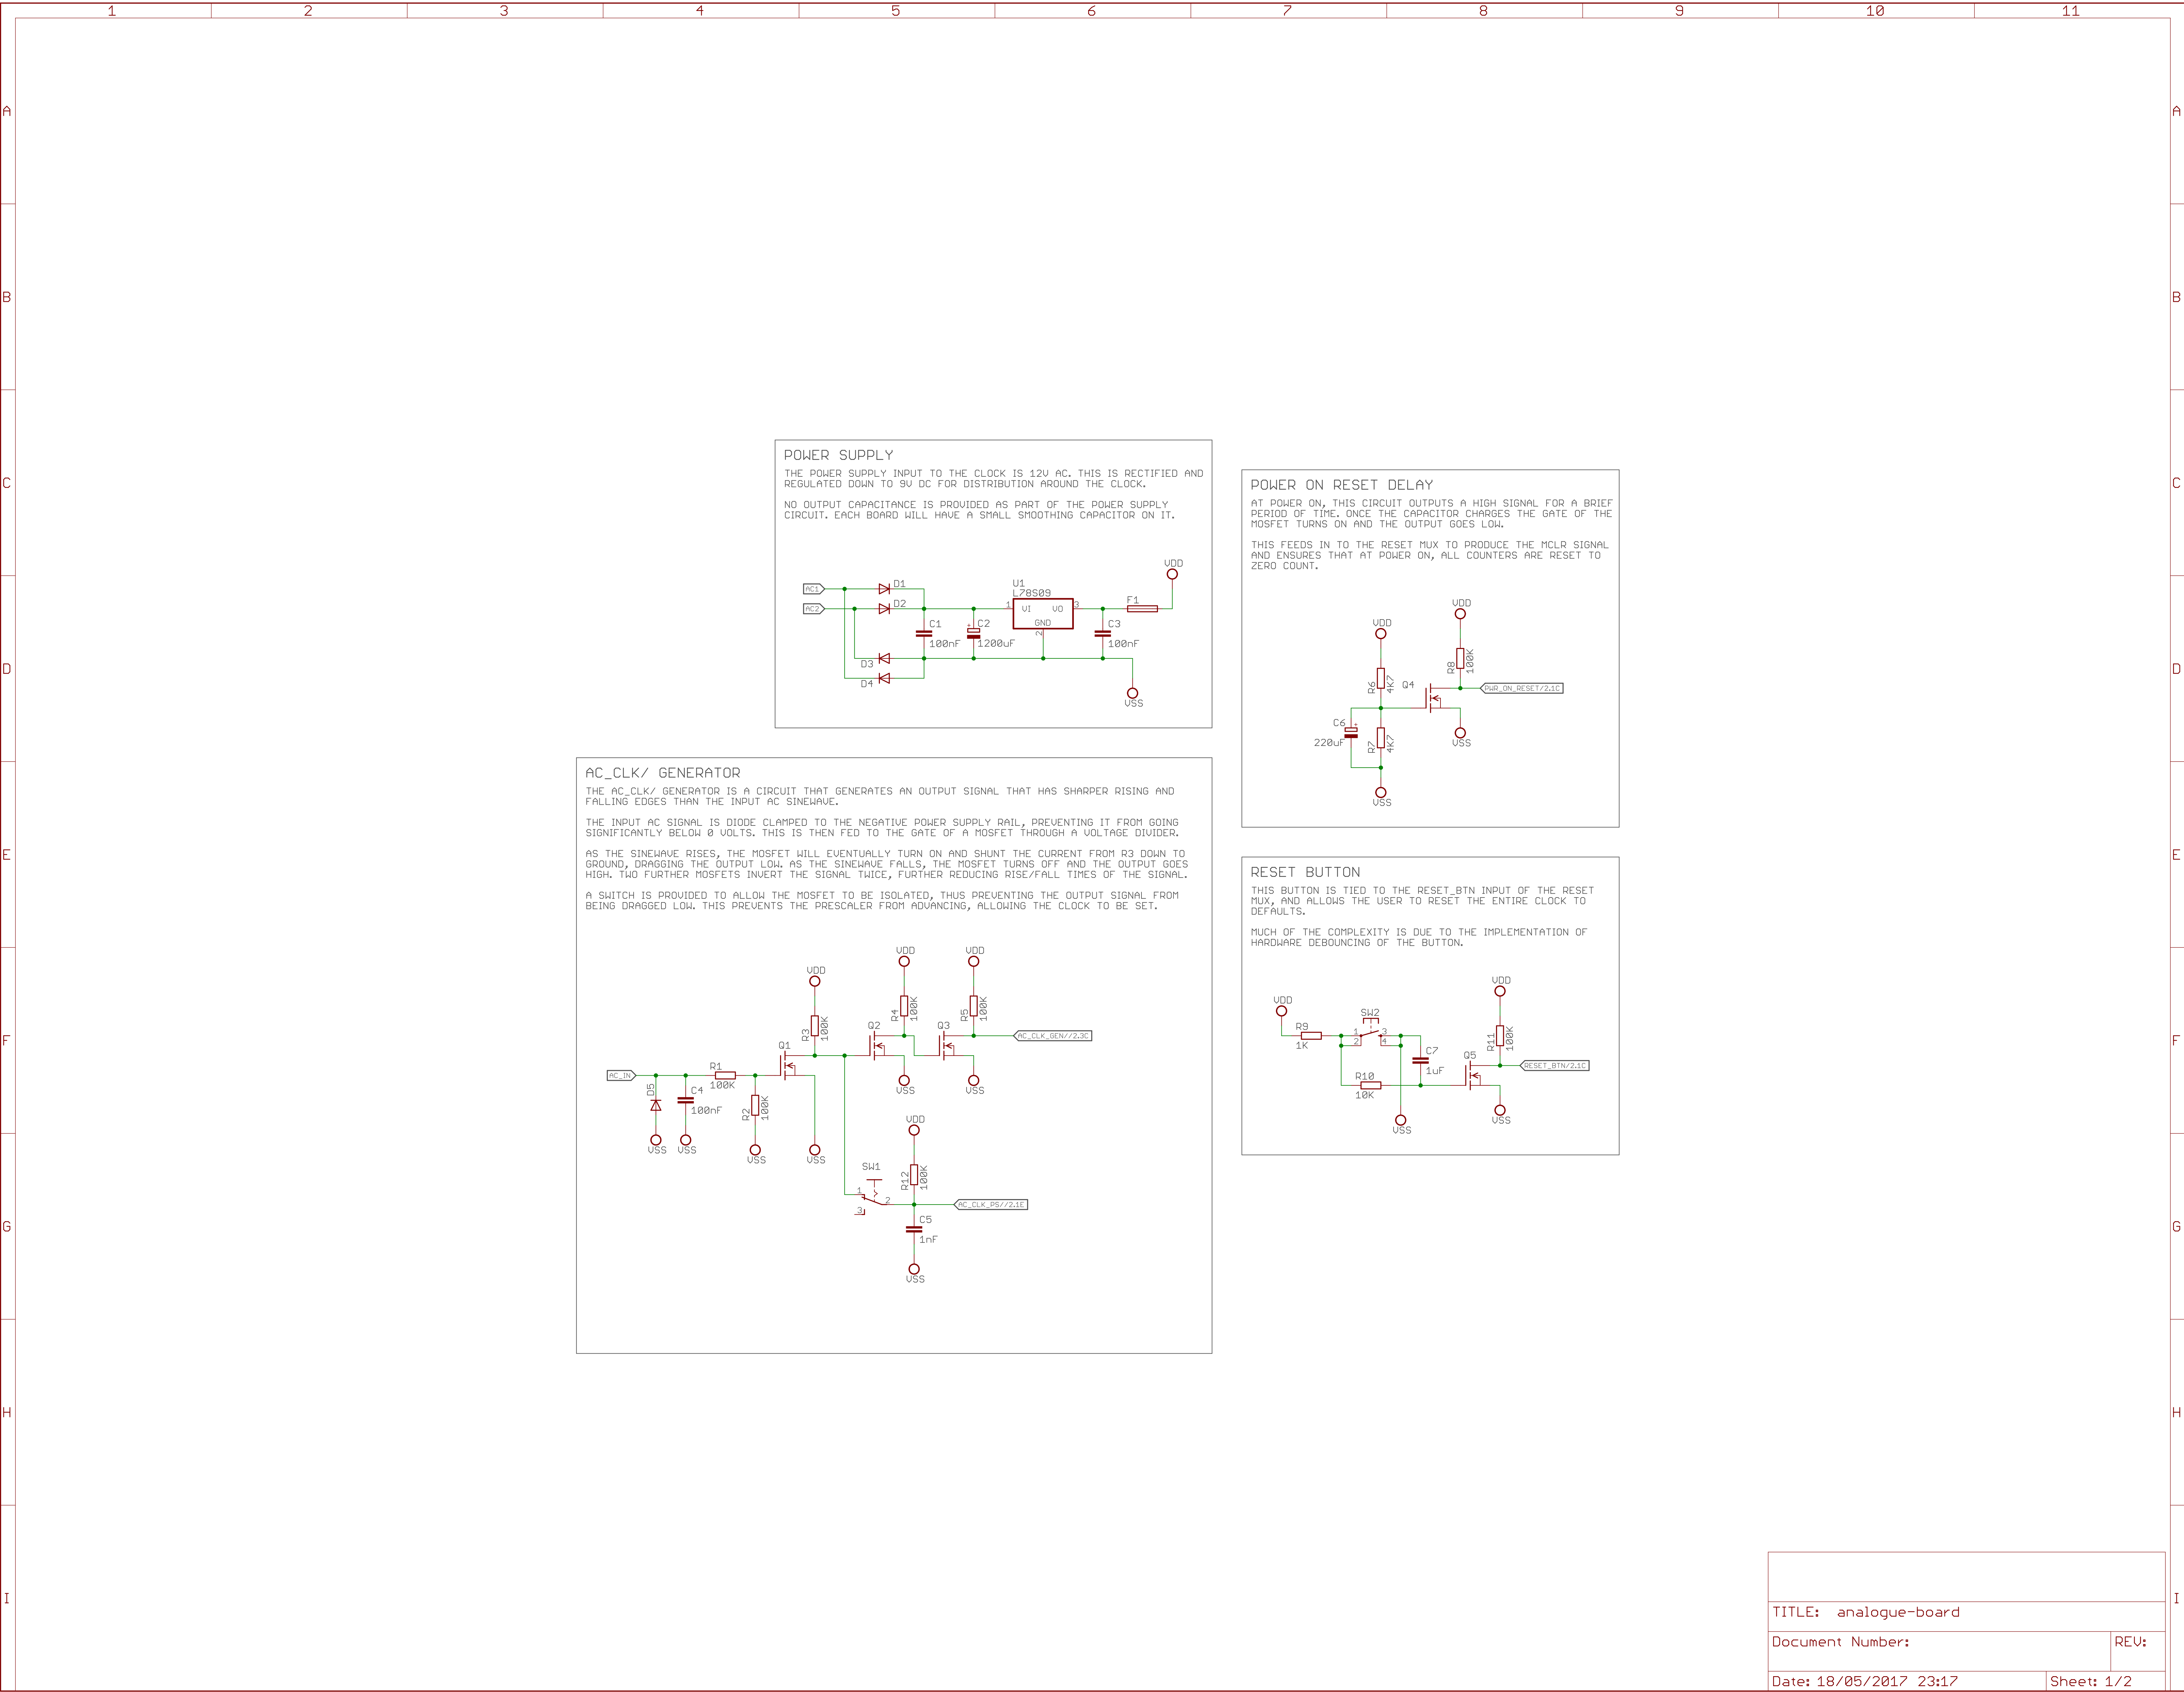 1 2 3 4 5 6 7 8 9 10 11
A A
B B
C C
D D
E E
F F
G G
H H
I I
POWER SUPPLY
THE POWER SUPPLY INPUT TO THE CLOCK IS 12V AC. THIS IS RECTIFIED AND
REGULATED DOWN TO 9V DC FOR DISTRIBUTION AROUND THE CLOCK.
NO OUTPUT CAPACITANCE IS PROVIDED AS PART OF THE POWER SUPPLY
CIRCUIT. EACH BOARD WILL HAVE A SMALL SMOOTHING CAPACITOR ON IT.
VDD
AC1
D1
U1
L78S09
AC2
D2
1 VI VO 3
F1
GND
2
C1
100nF
+
C2
1200uF
C3
100nF
D3
D4
VSS
POWER ON RESET DELAY
AT POWER ON, THIS CIRCUIT OUTPUTS A HIGH SIGNAL FOR A BRIEF
PERIOD OF TIME. ONCE THE CAPACITOR CHARGES THE GATE OF THE
MOSFET TURNS ON AND THE OUTPUT GOES LOW.
THIS FEEDS IN TO THE RESET MUX TO PRODUCE THE MCLR SIGNAL
AND ENSURES THAT AT POWER ON, ALL COUNTERS ARE RESET TO
ZERO COUNT.
VDD
VDD
R8
100K
R6
4K7
Q4
PWR_ON_RESET/2.1C
C6
+
220uF
R7
4K7
VSS
VSS
AC_CLK/ GENERATOR
THE AC_CLK/ GENERATOR IS A CIRCUIT THAT GENERATES AN OUTPUT SIGNAL THAT HAS SHARPER RISING AND
FALLING EDGES THAN THE INPUT AC SINEWAVE.
THE INPUT AC SIGNAL IS DIODE CLAMPED TO THE NEGATIVE POWER SUPPLY RAIL, PREVENTING IT FROM GOING
SIGNIFICANTLY BELOW 0 VOLTS. THIS IS THEN FED TO THE GATE OF A MOSFET THROUGH A VOLTAGE DIVIDER.
AS THE SINEWAVE RISES, THE MOSFET WILL EVENTUALLY TURN ON AND SHUNT THE CURRENT FROM R3 DOWN TO
GROUND, DRAGGING THE OUTPUT LOW. AS THE SINEWAVE FALLS, THE MOSFET TURNS OFF AND THE OUTPUT GOES
HIGH. TWO FURTHER MOSFETS INVERT THE SIGNAL TWICE, FURTHER REDUCING RISE/FALL TIMES OF THE SIGNAL.
A SWITCH IS PROVIDED TO ALLOW THE MOSFET TO BE ISOLATED, THUS PREVENTING THE OUTPUT SIGNAL FROM
BEING DRAGGED LOW. THIS PREVENTS THE PRESCALER FROM ADVANCING, ALLOWING THE CLOCK TO BE SET.
VDD
VDD
VDD
R3
100K
R4
100K
R5
100K
Q1
Q2
Q3
AC_CLK_GEN//2.3C
AC_IN
D5
C4
100nF
R1
100K
R2
100K
VSS
VSS
VSS
VSS
VSS
VSS
VDD
R12
100K
SW1
1
2
3
AC_CLK_PS//2.1E
C5
1nF
VSS
RESET BUTTON
THIS BUTTON IS TIED TO THE RESET_BTN INPUT OF THE RESET
MUX, AND ALLOWS THE USER TO RESET THE ENTIRE CLOCK TO
DEFAULTS.
MUCH OF THE COMPLEXITY IS DUE TO THE IMPLEMENTATION OF
HARDWARE DEBOUNCING OF THE BUTTON.
VDD
VDD
R9
1K
SW2
1 3
2 4
C7
1uF
R11
100K
Q5
RESET_BTN/2.1C
R10
10K
VSS
VSS
TITLE: analogue-board
Document Number:
REV:
Date: 18/05/2017 23:17
Sheet: 1/2